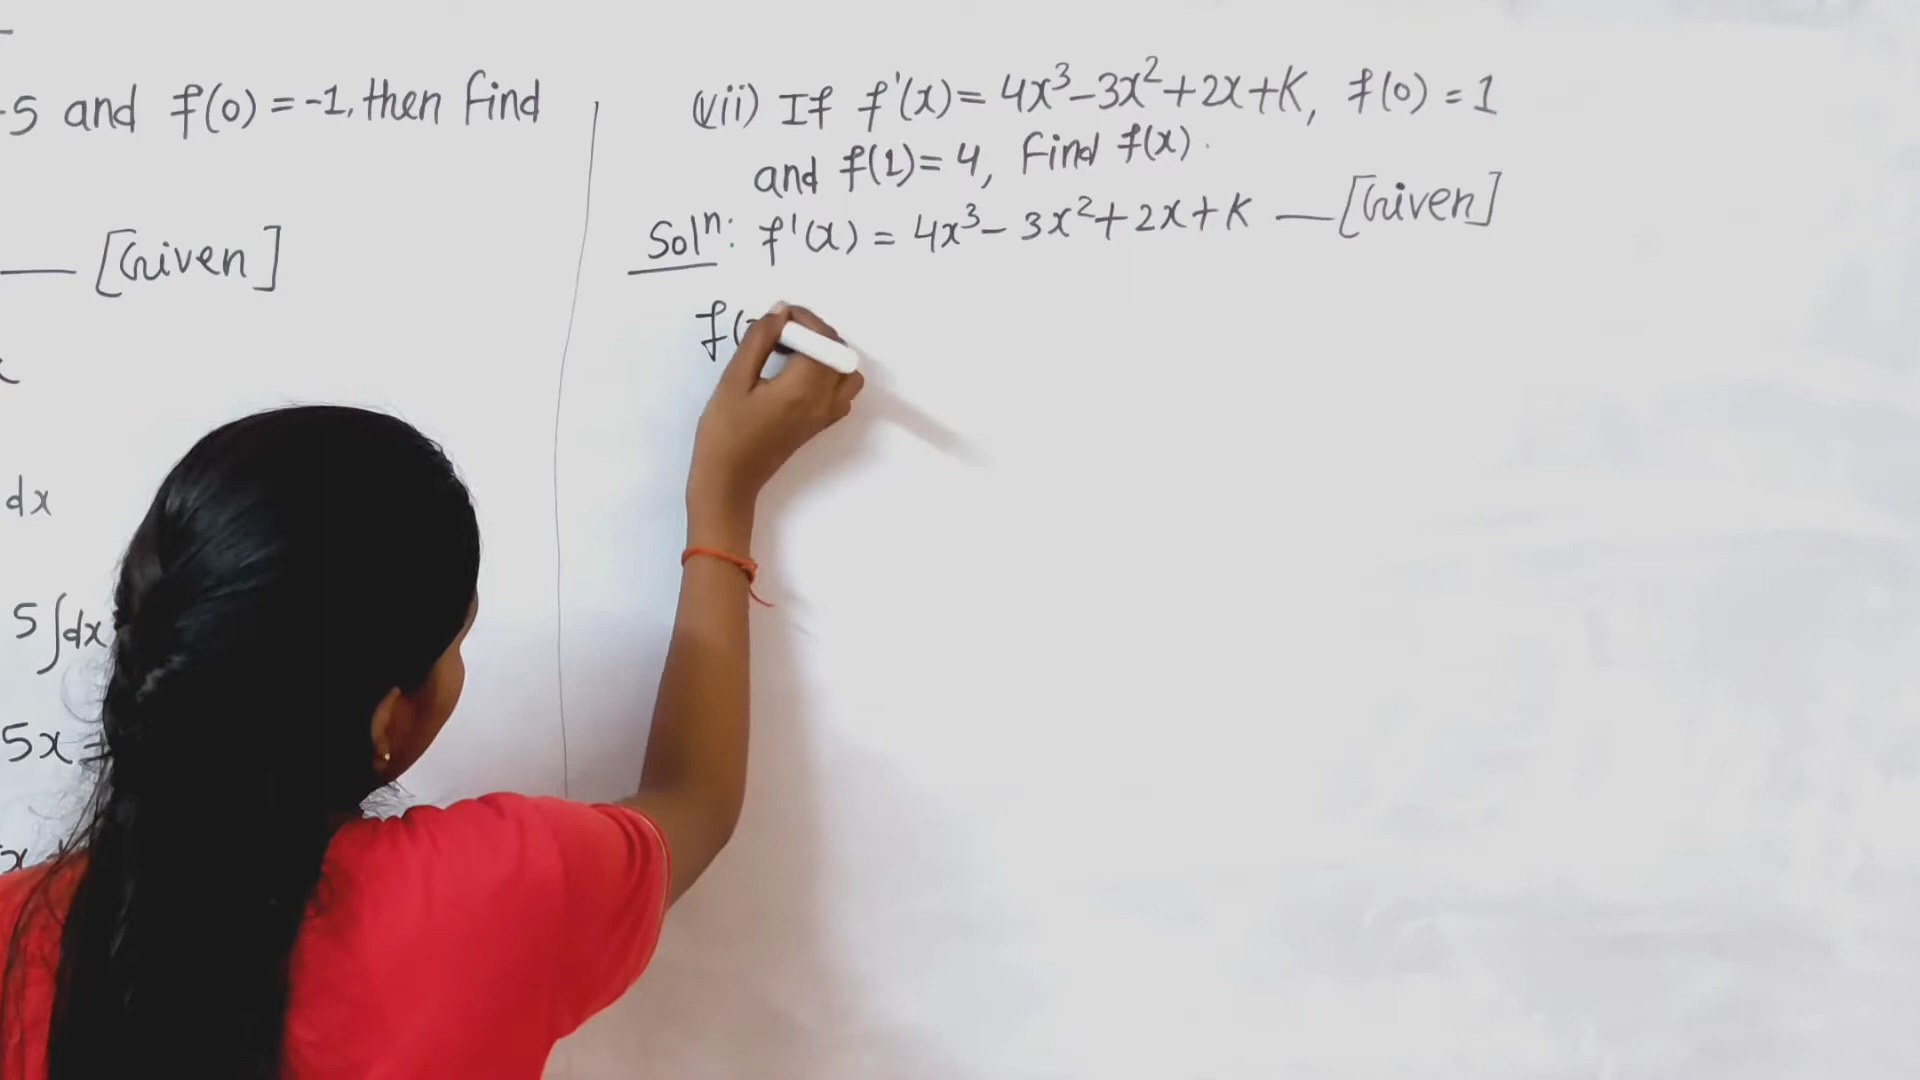 -5 and f(0) = -1, then find
— [Given]
dx
5∫dx
5x +
x
(vii) If f'(x) = 4x³ - 3x² + 2x + K, f(0) = 1
and f(1) = 4, find f(x).
Solⁿ: f'(x) = 4x³ - 3x² + 2x + K — [Given]
f(